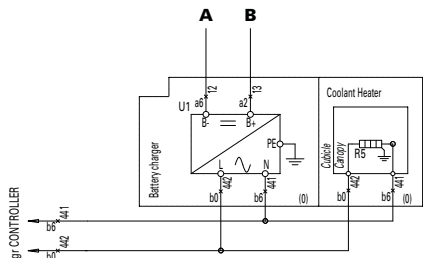 A B
12 13
a6 a2
U1
B- B+
PE
L N
442 441
b0 b6
(0)
Battery charger
Coolant Heater
Cubicle
Canopy
R5
442 441
b0 b6
(0)
gr CONTROLLER
b6 441
b0 442